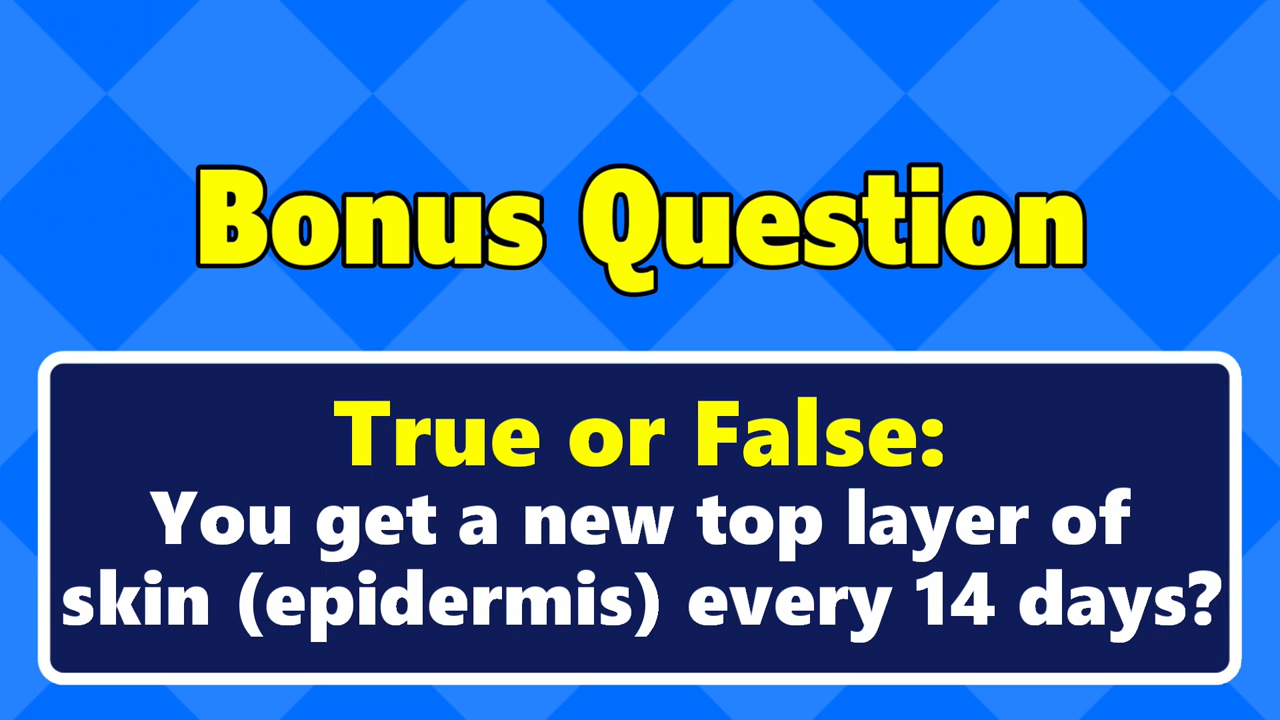 Bonus Question
True or False:
You get a new top layer of
skin (epidermis) every 14 days?